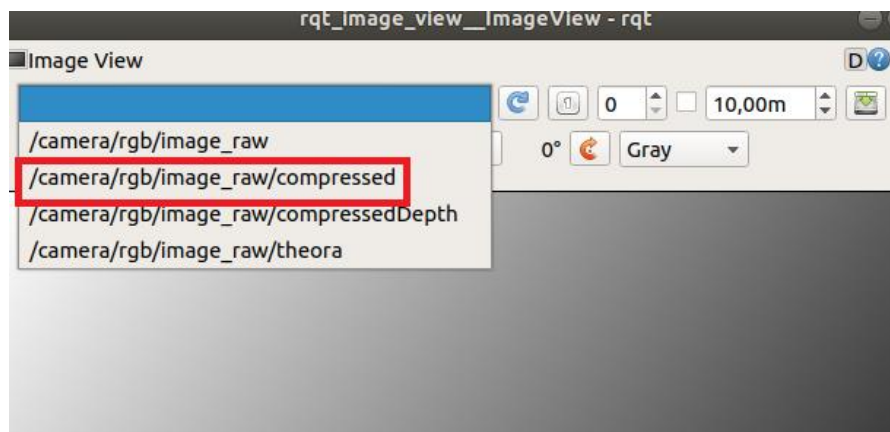 rqt_image_view__ImageView - rqt
Image View
D
0
10,00m
/camera/rgb/image_raw
0°
Gray
/camera/rgb/image_raw/compressed
/camera/rgb/image_raw/compressedDepth
/camera/rgb/image_raw/theora